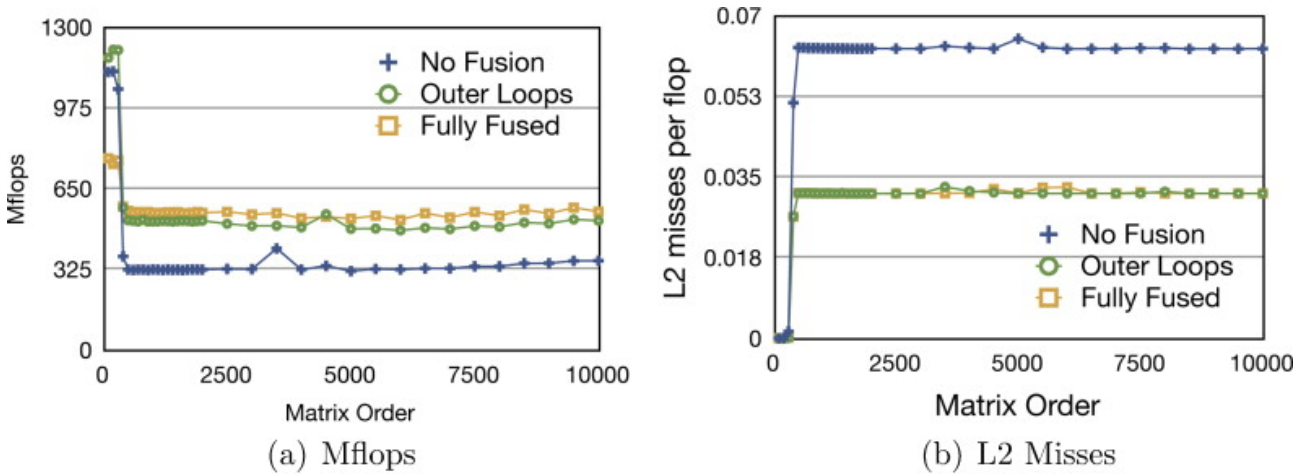 1300
975
650
325
0
Mflops
No Fusion
Outer Loops
Fully Fused
0
2500
5000
7500
10000
Matrix Order
(a) Mflops
0.07
0.053
0.035
0.018
0
L2 misses per flop
No Fusion
Outer Loops
Fully Fused
0
2500
5000
7500
10000
Matrix Order
(b) L2 Misses